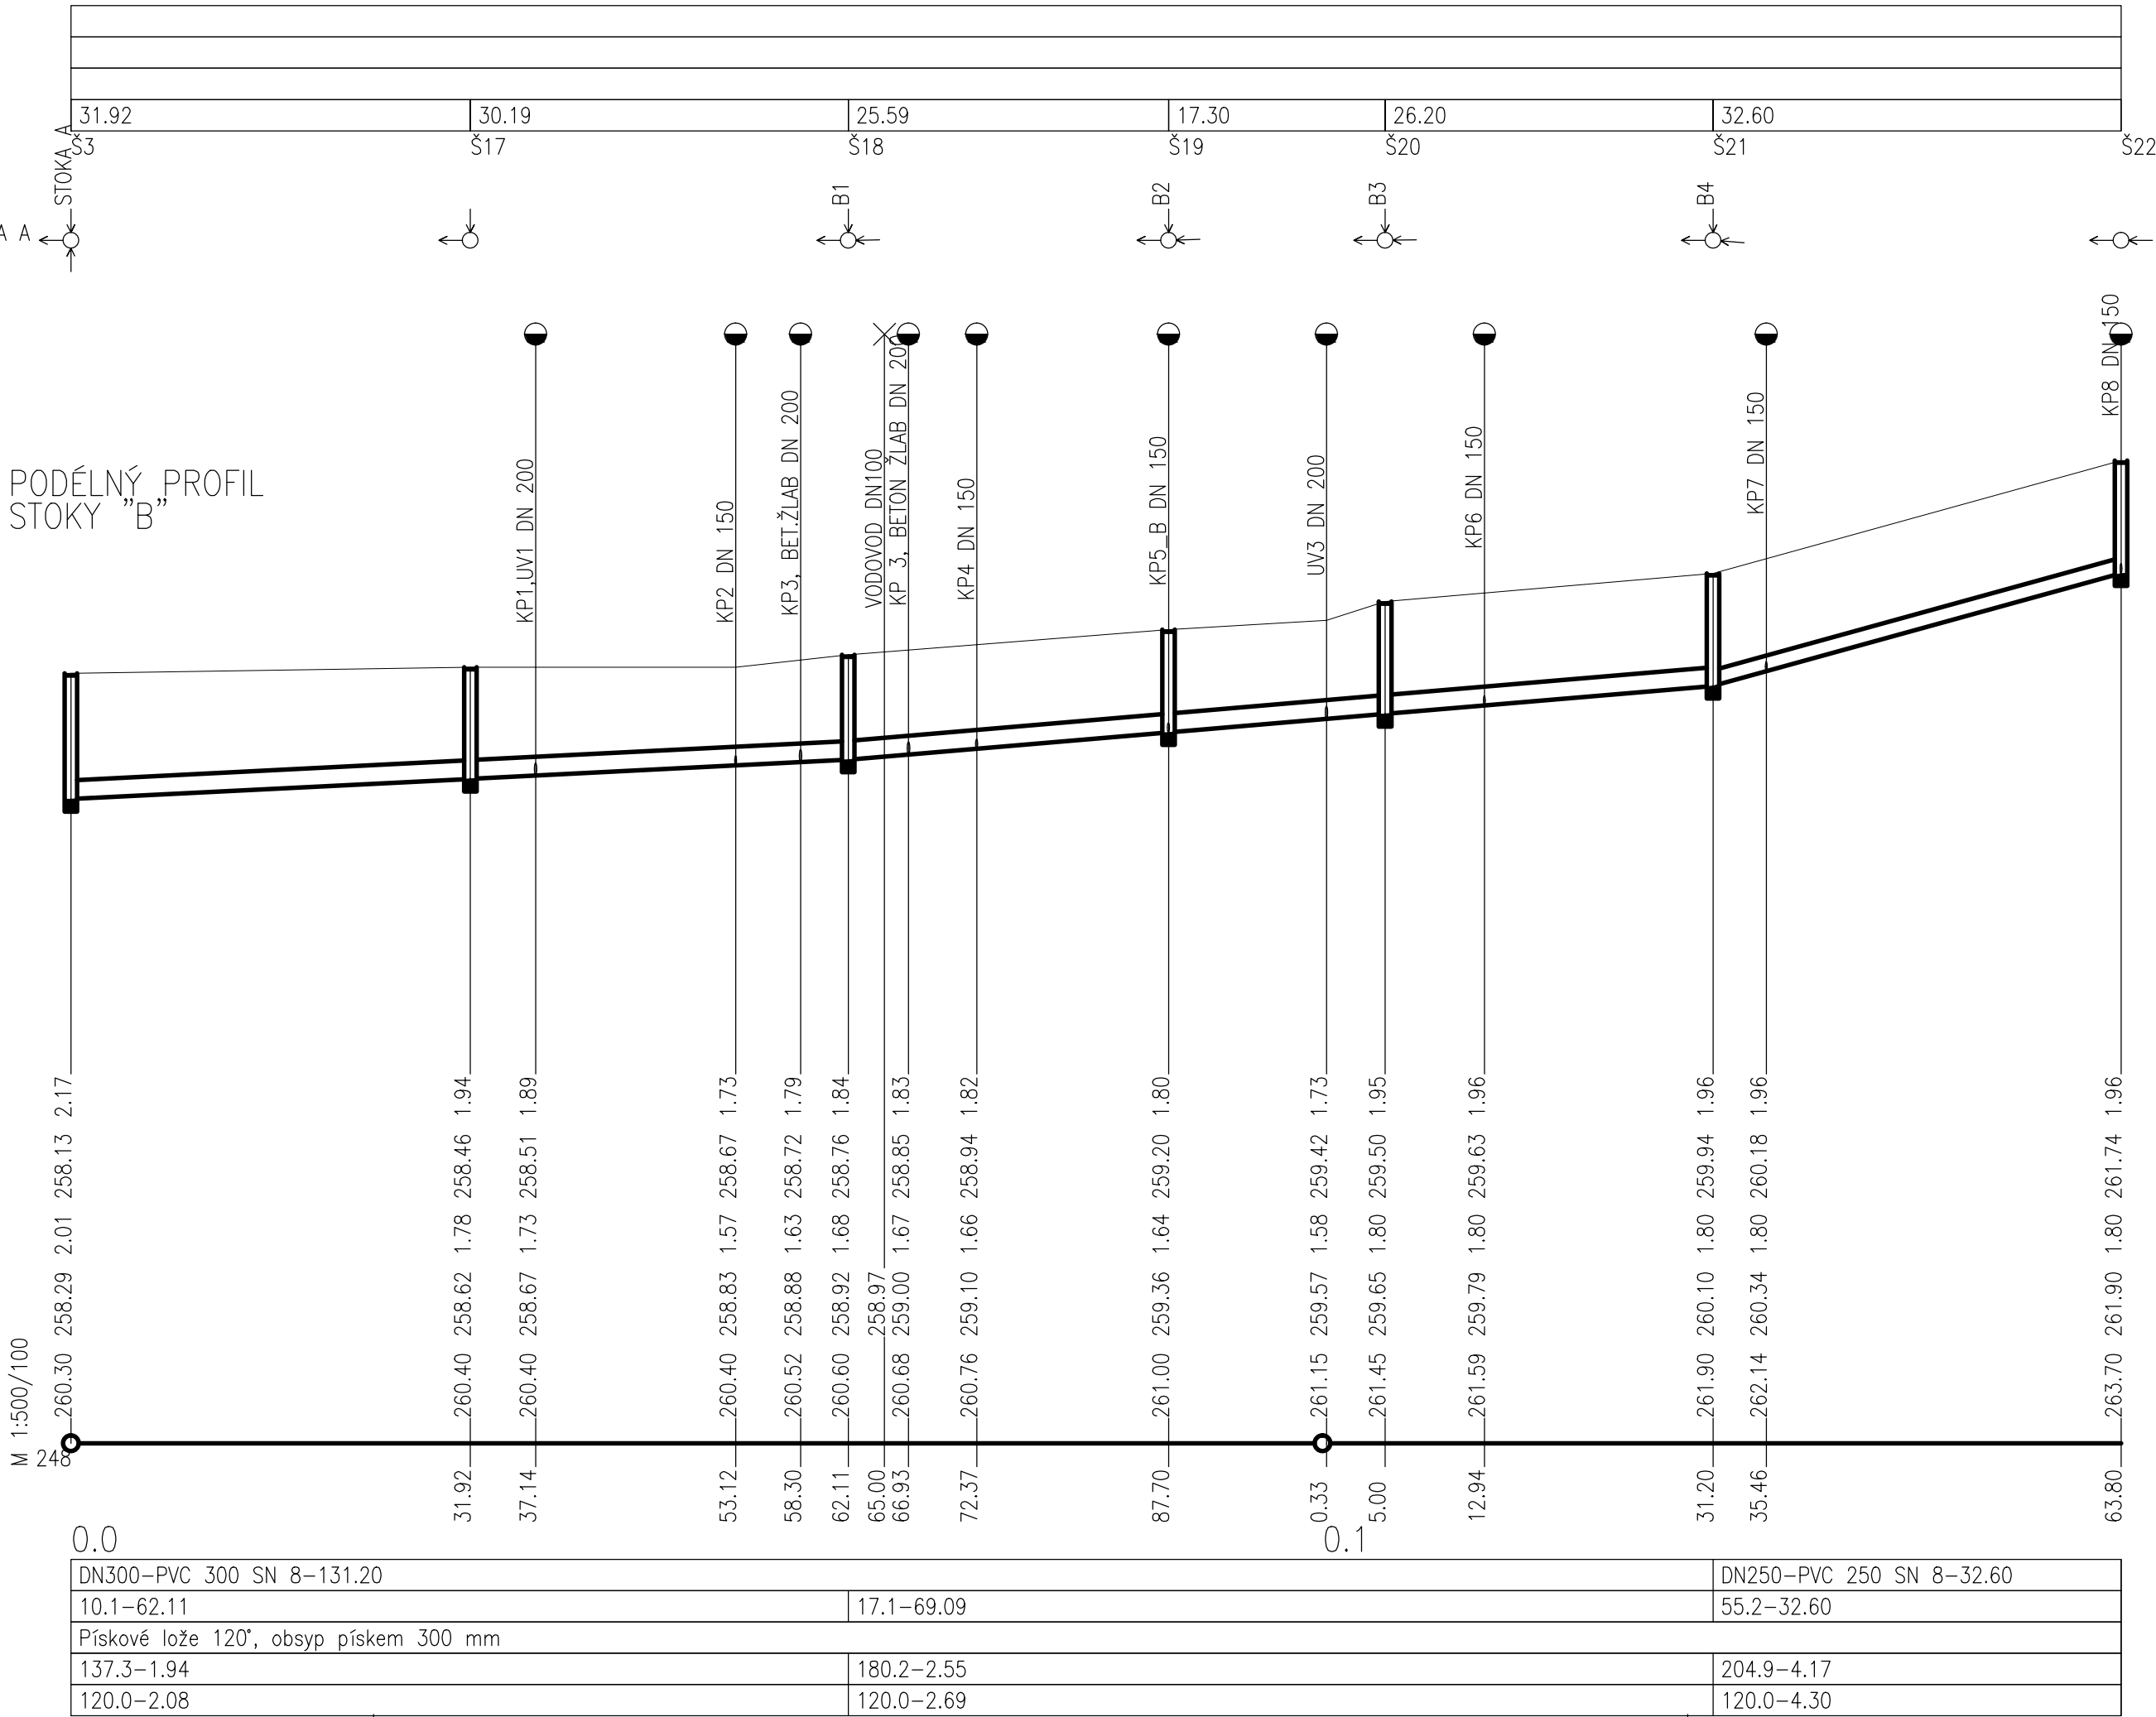 31.92 30.19 25.59 17.30 26.20 32.60
Š3 Š17 Š18 Š19 Š20 Š21 Š22
STOKA A
B1
B2
B3
B4
A A
KP1,UV1 DN 200
KP2 DN 150
KP3, BET.ŽLAB DN 200
VODOVOD DN100
KP 3, BETON ŽLAB DN 200
KP4 DN 150
KP5_B DN 150
UV3 DN 200
KP6 DN 150
KP7 DN 150
KP8 DN 150
PODÉLNÝ PROFIL
STOKY "B"
M 1:500/100
248
260.30 258.29 2.01 258.13 2.17
260.40 258.62 1.78 258.46 1.94
260.40 258.67 1.73 258.51 1.89
260.40 258.83 1.57 258.67 1.73
260.52 258.88 1.63 258.72 1.79
260.60 258.92 1.68 258.76 1.84
258.97
260.68 259.00 1.67 258.85 1.83
260.76 259.10 1.66 258.94 1.82
261.00 259.36 1.64 259.20 1.80
261.15 259.57 1.58 259.42 1.73
261.45 259.65 1.80 259.50 1.95
261.59 259.79 1.80 259.63 1.96
261.90 260.10 1.80 259.94 1.96
262.14 260.34 1.80 260.18 1.96
263.70 261.90 1.80 261.74 1.96
31.92
37.14
53.12
58.30
62.11
65.00
66.93
72.37
87.70
0.33
5.00
12.94
31.20
35.46
63.80
0.0 0.1
DN300-PVC 300 SN 8-131.20 DN250-PVC 250 SN 8-32.60
10.1-62.11 17.1-69.09 55.2-32.60
Pískové lože 120°, obsyp pískem 300 mm
137.3-1.94 180.2-2.55 204.9-4.17
120.0-2.08 120.0-2.69 120.0-4.30